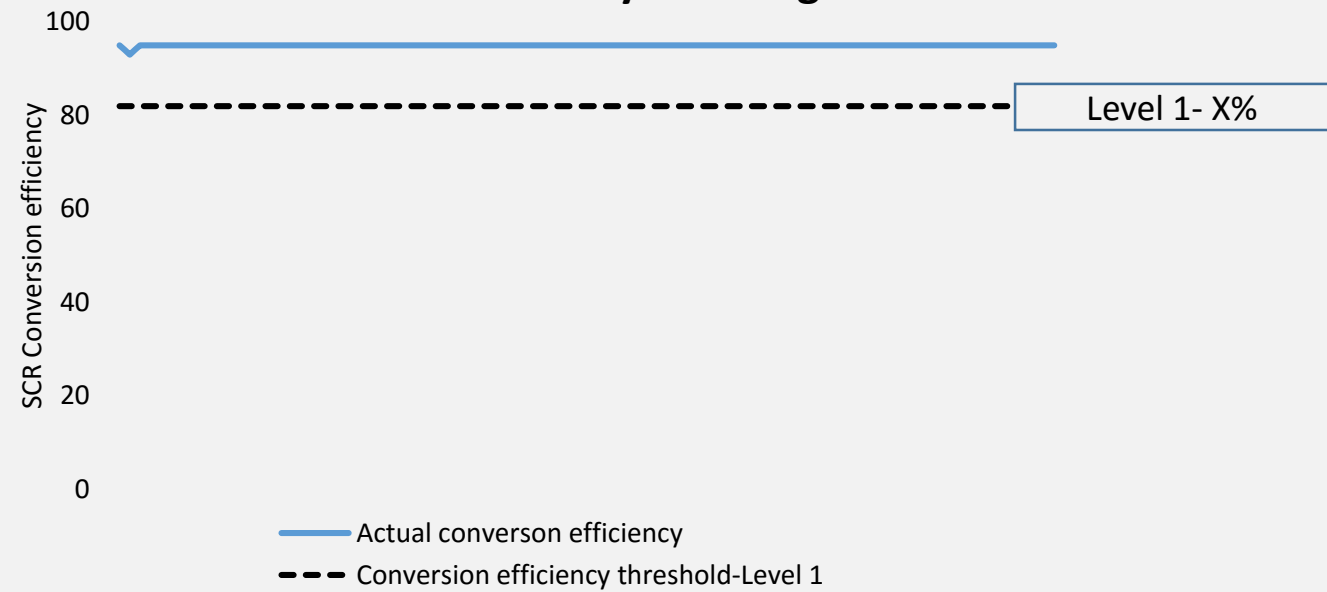 100
80
60
40
20
0
SCR Conversion efficiency
Level 1- X%
Actual converson efficiency
Conversion efficiency threshold-Level 1